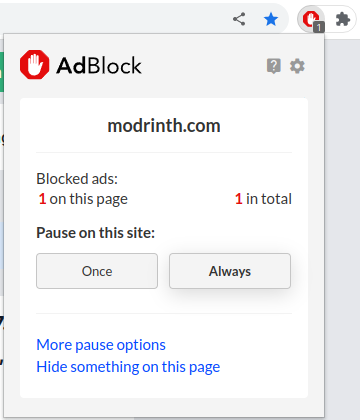 1
AdBlock
modrinth.com
Blocked ads:
1 on this page 1 in total
Pause on this site:
Once Always
More pause options
Hide something on this page